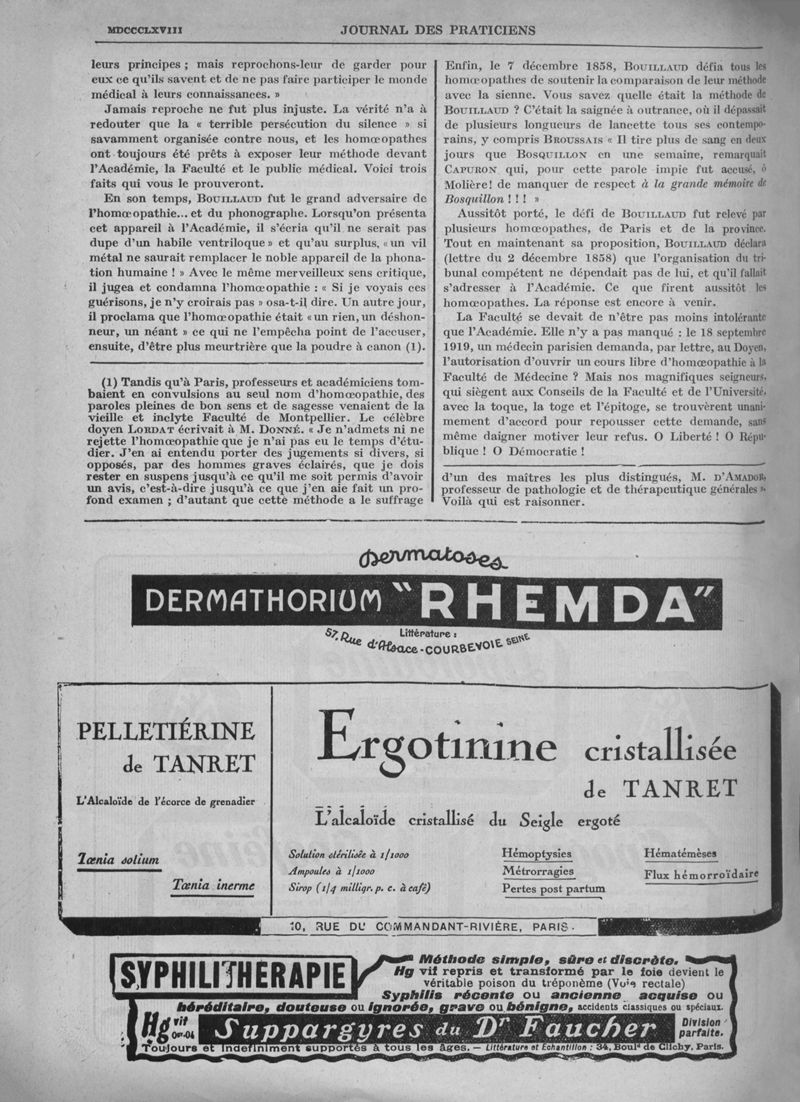 MDCCCLXVIII
JOURNAL DES PRATICIENS
leurs principes ; mais reprochons-leur de garder pour
eux ce qu'ils savent et de ne pas faire participer le monde
médical à leurs connaissances. »
Jamais reproche ne fut plus injuste. La vérité n'a à
redouter que la « terrible persécution du silence » si
savamment organisée contre nous, et les homœopathes
ont toujours été prêts à exposer leur méthode devant
l'Académie, la Faculté et le public médical. Voici trois
faits qui vous le prouveront.
En son temps, BOUILLAUD fut le grand adversaire de
l'homœopathie... et du phonographe. Lorsqu'on présenta
cet appareil à l'Académie, il s'écria qu'il ne serait pas
dupe d'un habile ventriloque » et qu'au surplus, « un vil
métal ne saurait remplacer le noble appareil de la phona-
tion humaine ! » Avec le même merveilleux sens critique,
il jugea et condamna l'homœopathie : « Si je voyais ces
guérisons, je n'y croirais pas » osa-t-il dire. Un autre jour,
il proclama que l'homœopathie était « un rien, un déshon-
neur, un néant » ce qui ne l'empêcha point de l'accuser,
ensuite, d'être plus meurtrière que la poudre à canon (1).
(1) Tandis qu'à Paris, professeurs et académiciens tom-
baient en convulsions au seul nom d'homœopathie, des
paroles pleines de bon sens et de sagesse venaient de la
vieille et inclyte Faculté de Montpellier. Le célèbre
doyen LORDAT écrivait à M. DONNÉ. « Je n'admets ni ne
rejette l'homœopathie que je n'ai pas eu le temps d'étu-
dier. J'en ai entendu porter des jugements si divers, si
opposés, par des hommes graves éclairés, que je dois
rester en suspens jusqu'à ce qu'il me soit permis d'avoir
un avis, c'est-à-dire jusqu'à ce que j'en aie fait un pro-
fond examen ; d'autant que cette méthode a le suffrage
Enfin, le 7 décembre 1858, BOUILLAUD défia tous les
homœopathes de soutenir la comparaison de leur méthode
avec la sienne. Vous savez quelle était la méthode de
BOUILLAUD ? C'était la saignée à outrance, où il dépassait
de plusieurs longueurs de lancette tous ses contempo-
rains, y compris BROUSSAIS « Il tire plus de sang en deux
jours que BOSQUILLON en une semaine, remarquait
CAPURON qui, pour cette parole impie fut accusé, ô
Molière ! de manquer de respect à la grande mémoire de
Bosquillon ! ! ! »
Aussitôt porté, le défi de BOUILLAUD fut relevé par
plusieurs homœopathes, de Paris et de la province.
Tout en maintenant sa proposition, BOUILLAUD déclara
(lettre du 2 décembre 1858) que l'organisation du tri-
bunal compétent ne dépendait pas de lui, et qu'il fallait
s'adresser à l'Académie. Ce que firent aussitôt les
homœopathes. La réponse est encore à venir.
La Faculté se devait de n'être pas moins intolérante
que l'Académie. Elle n'y a pas manqué : le 18 septembre
1919, un médecin parisien demanda, par lettre, au Doyen,
l'autorisation d'ouvrir un cours libre d'homœopathie à la
Faculté de Médecine ? Mais nos magnifiques seigneurs,
qui siègent aux Conseils de la Faculté et de l'Université,
avec la toque, la toge et l'épitoge, se trouvèrent unani-
mement d'accord pour repousser cette demande, sans
même daigner motiver leur refus. O Liberté ! O Répu-
blique ! O Démocratie !
d'un des maîtres les plus distingués, M. D'AMADOR,
professeur de pathologie et de thérapeutique générales ».
Voilà qui est raisonner.
Dermatoses
DERMATHORIUM "RHEMDA"
Littérature :
57, Rue d'Alsace - COURBEVOIE SEINE
PELLETIÉRINE
de TANRET
L'Alcaloïde de l'écorce de grenadier
Tænia solium
Tænia inerme
Ergotinine cristallisée
de TANRET
L'alcaloïde cristallisé du Seigle ergoté
Solution stérilisée à 1/1000
Ampoules à 1/1000
Sirop (1/4 milligr. p. c. à café)
Hémoptysies
Métrorragies
Pertes post partum
Hématémèses
Flux hémorroïdaire
10, RUE DU COMMANDANT-RIVIÈRE, PARIS.
SYPHILITHÉRAPIE
Méthode simple, sûre et discrète.
Hg vif repris et transformé par le foie devient le
véritable poison du tréponème (Voie rectale)
Syphilis récente ou ancienne acquise ou
héréditaire, douteuse ou ignorée, grave ou bénigne, accidents classiques ou spéciaux.
Hg vif 0gr.04 Suppargyres du Dr Faucher Division parfaite.
Toujours et indéfiniment supportés à tous les âges. — Littérature et Echantillon : 34, Boulᵈ de Clichy, Paris.